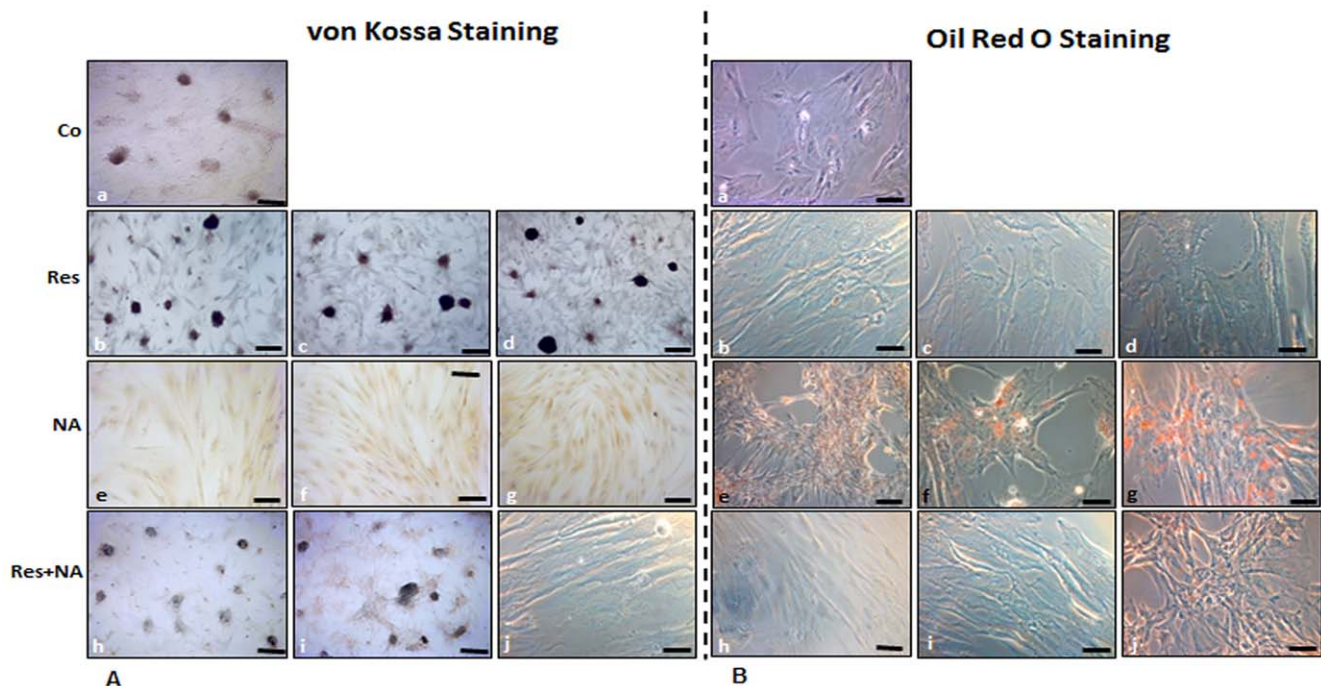 von Kossa Staining
Oil Red O Staining
Co
a
a
Res
b
c
d
b
c
d
NA
e
f
g
e
f
g
Res+NA
h
i
j
h
i
j
A
B